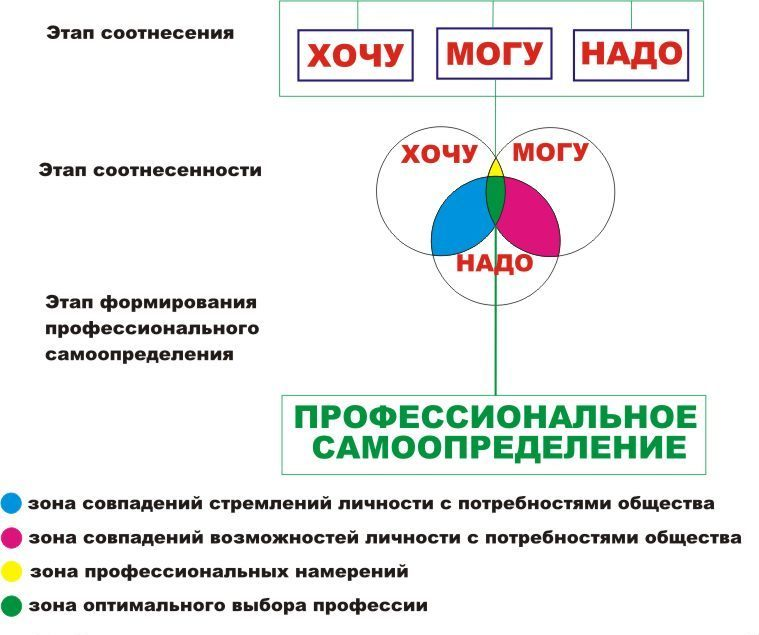 Этап соотнесения
ХОЧУ
МОГУ
НАДО
Этап соотнесенности
ХОЧУ
МОГУ
НАДО
Этап формирования
профессионального
самоопределения
ПРОФЕССИОНАЛЬНОЕ
САМООПРЕДЕЛЕНИЕ
зона совпадений стремлений личности с потребностями общества
зона совпадений возможностей личности с потребностями общества
зона профессиональных намерений
зона оптимального выбора профессии